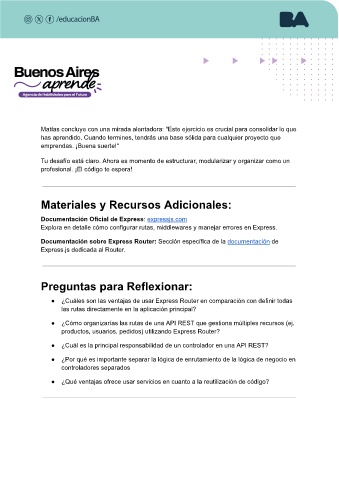 /educacionBA
BA
Buenos Aires
aprende
Agencia de Habilidades para el Futuro
Matías concluye con una mirada alentadora: "Este ejercicio es crucial para consolidar lo que
has aprendido. Cuando termines, tendrás una base sólida para cualquier proyecto que
emprendas. ¡Buena suerte!"
Tu desafío está claro. Ahora es momento de estructurar, modularizar y organizar como un
profesional. ¡El código te espera!
Materiales y Recursos Adicionales:
Documentación Oficial de Express: expressjs.com
Explora en detalle cómo configurar rutas, middlewares y manejar errores en Express.
Documentación sobre Express Router: Sección específica de la documentación de
Express.js dedicada al Router.
Preguntas para Reflexionar:
● ¿Cuáles son las ventajas de usar Express Router en comparación con definir todas
las rutas directamente en la aplicación principal?
● ¿Cómo organizarías las rutas de una API REST que gestiona múltiples recursos (ej.
productos, usuarios, pedidos) utilizando Express Router?
● ¿Cuál es la principal responsabilidad de un controlador en una API REST?
● ¿Por qué es importante separar la lógica de enrutamiento de la lógica de negocio en
controladores separados
● ¿Qué ventajas ofrece usar servicios en cuanto a la reutilización de código?